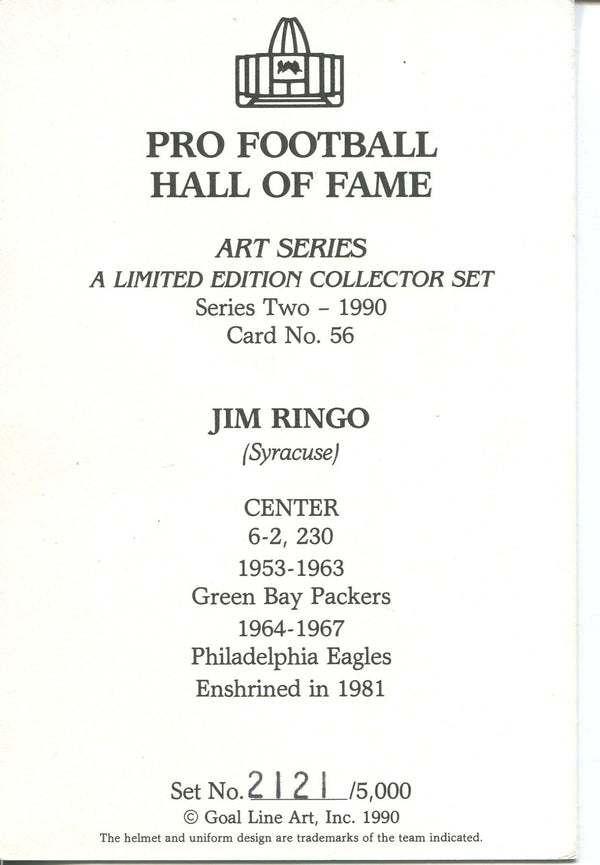 PRO FOOTBALL
HALL OF FAME
ART SERIES
A LIMITED EDITION COLLECTOR SET
Series Two – 1990
Card No. 56
JIM RINGO
(Syracuse)
CENTER
6-2, 230
1953-1963
Green Bay Packers
1964-1967
Philadelphia Eagles
Enshrined in 1981
Set No. 2121 /5,000
© Goal Line Art, Inc. 1990
The helmet and uniform design are trademarks of the team indicated.